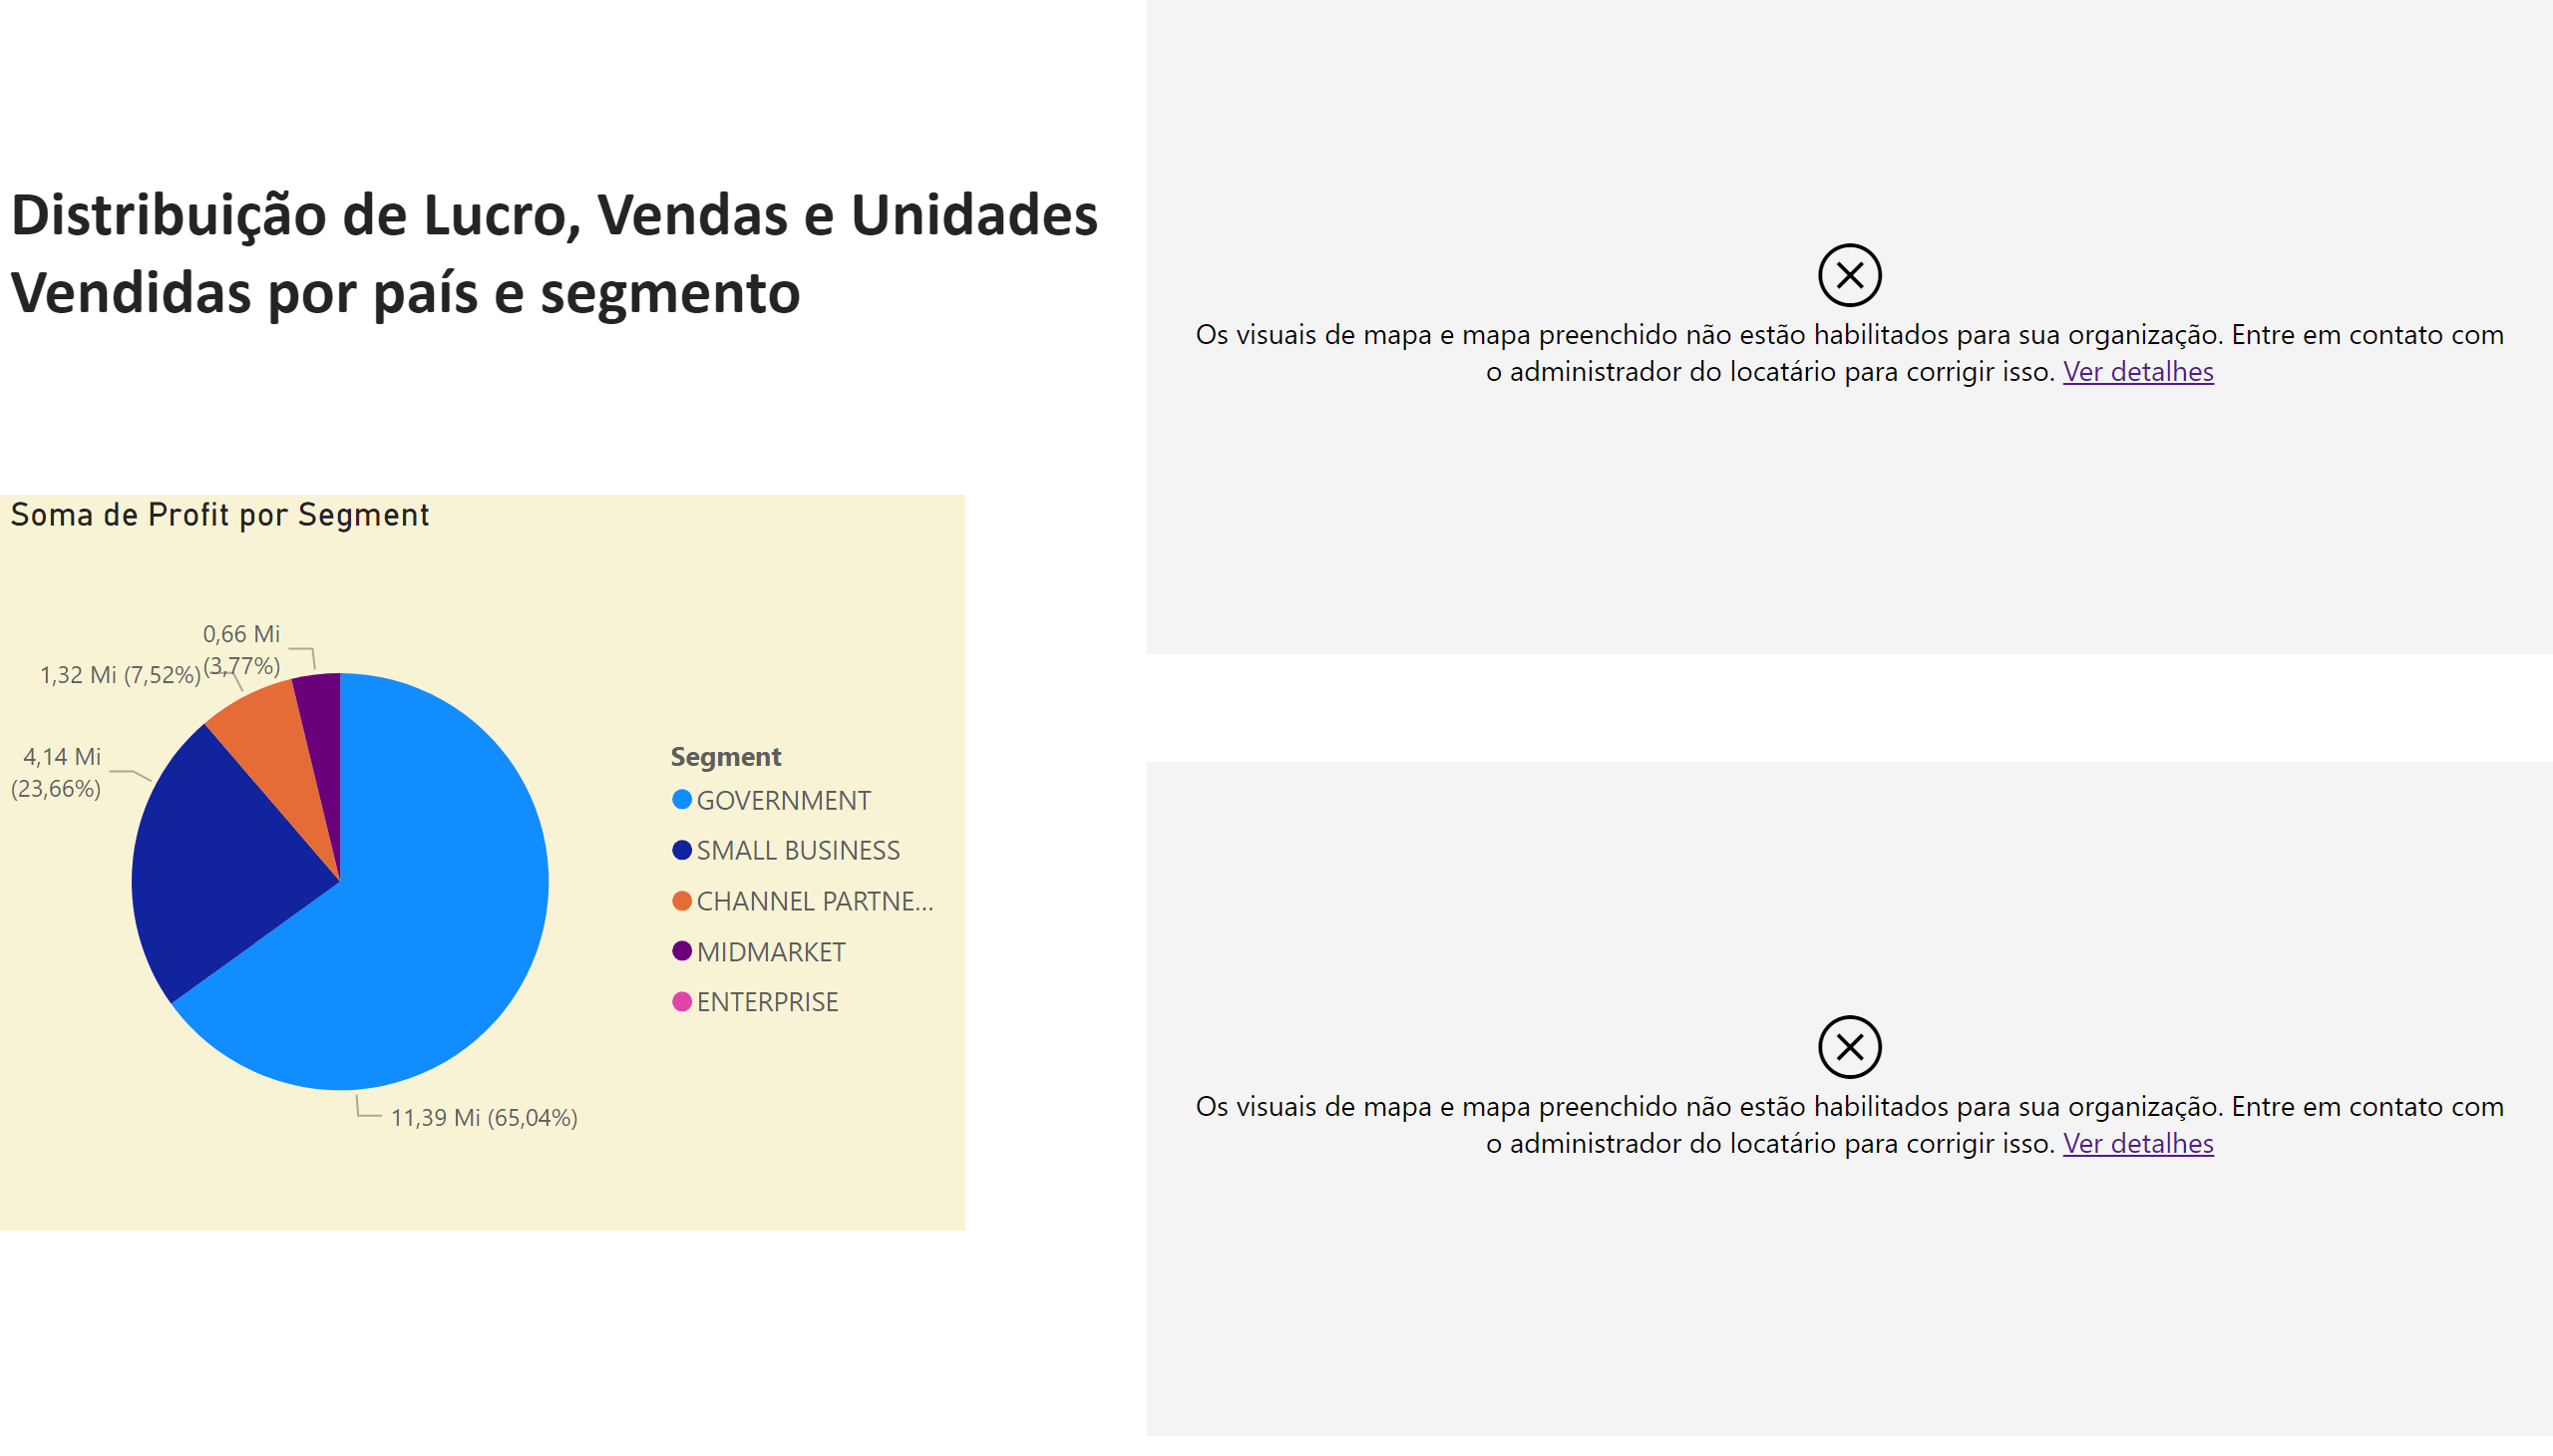 Distribuição de Lucro, Vendas e Unidades
Vendidas por país e segmento
Soma de Profit por Segment
0,66 Mi
(3,77%)
1,32 Mi (7,52%)
4,14 Mi
(23,66%)
11,39 Mi (65,04%)
Segment
GOVERNMENT
SMALL BUSINESS
CHANNEL PARTNE...
MIDMARKET
ENTERPRISE
Os visuais de mapa e mapa preenchido não estão habilitados para sua organização. Entre em contato com
o administrador do locatário para corrigir isso. Ver detalhes
Os visuais de mapa e mapa preenchido não estão habilitados para sua organização. Entre em contato com
o administrador do locatário para corrigir isso. Ver detalhes